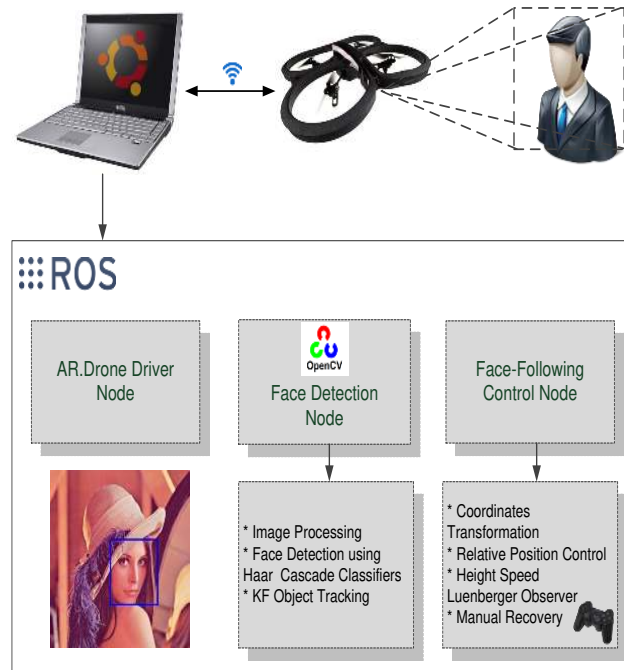 ROS
AR.Drone Driver
Node
OpenCV
Face Detection
Node
Face-Following
Control Node
* Image Processing
* Face Detection using
Haar Cascade Classifiers
* KF Object Tracking
* Coordinates
Transformation
* Relative Position Control
* Height Speed
Luenberger Observer
* Manual Recovery